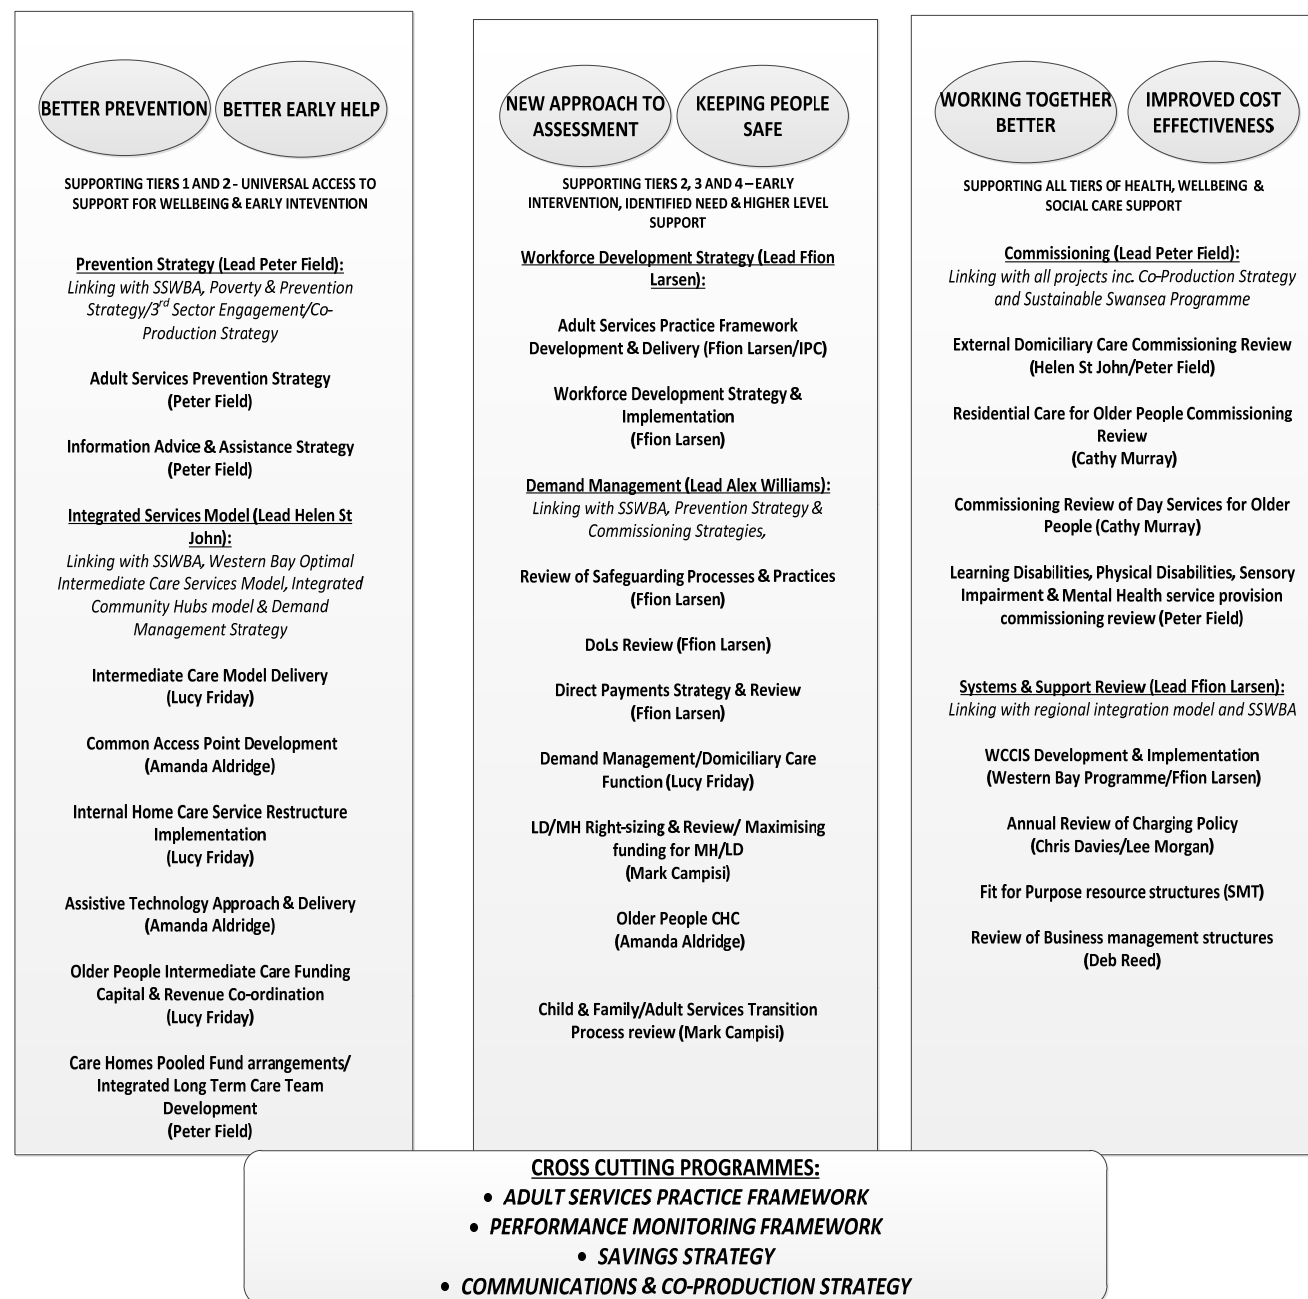 BETTER PREVENTION
BETTER EARLY HELP
SUPPORTING TIERS 1 AND 2 - UNIVERSAL ACCESS TO
SUPPORT FOR WELLBEING & EARLY INTEVENTION
Prevention Strategy (Lead Peter Field):
Linking with SSWBA, Poverty & Prevention
Strategy/3rd Sector Engagement/Co-
Production Strategy
Adult Services Prevention Strategy
(Peter Field)
Information Advice & Assistance Strategy
(Peter Field)
Integrated Services Model (Lead Helen St
John):
Linking with SSWBA, Western Bay Optimal
Intermediate Care Services Model, Integrated
Community Hubs model & Demand
Management Strategy
Intermediate Care Model Delivery
(Lucy Friday)
Common Access Point Development
(Amanda Aldridge)
Internal Home Care Service Restructure
Implementation
(Lucy Friday)
Assistive Technology Approach & Delivery
(Amanda Aldridge)
Older People Intermediate Care Funding
Capital & Revenue Co-ordination
(Lucy Friday)
Care Homes Pooled Fund arrangements/
Integrated Long Term Care Team
Development
(Peter Field)
NEW APPROACH TO
ASSESSMENT
KEEPING PEOPLE
SAFE
SUPPORTING TIERS 2, 3 AND 4 – EARLY
INTERVENTION, IDENTIFIED NEED & HIGHER LEVEL
SUPPORT
Workforce Development Strategy (Lead Ffion
Larsen):
Adult Services Practice Framework
Development & Delivery (Ffion Larsen/IPC)
Workforce Development Strategy &
Implementation
(Ffion Larsen)
Demand Management (Lead Alex Williams):
Linking with SSWBA, Prevention Strategy &
Commissioning Strategies,
Review of Safeguarding Processes & Practices
(Ffion Larsen)
DoLs Review (Ffion Larsen)
Direct Payments Strategy & Review
(Ffion Larsen)
Demand Management/Domiciliary Care
Function (Lucy Friday)
LD/MH Right-sizing & Review/ Maximising
funding for MH/LD
(Mark Campisi)
Older People CHC
(Amanda Aldridge)
Child & Family/Adult Services Transition
Process review (Mark Campisi)
WORKING TOGETHER
BETTER
IMPROVED COST
EFFECTIVENESS
SUPPORTING ALL TIERS OF HEALTH, WELLBEING &
SOCIAL CARE SUPPORT
Commissioning (Lead Peter Field):
Linking with all projects inc. Co-Production Strategy
and Sustainable Swansea Programme
External Domiciliary Care Commissioning Review
(Helen St John/Peter Field)
Residential Care for Older People Commissioning
Review
(Cathy Murray)
Commissioning Review of Day Services for Older
People (Cathy Murray)
Learning Disabilities, Physical Disabilities, Sensory
Impairment & Mental Health service provision
commissioning review (Peter Field)
Systems & Support Review (Lead Ffion Larsen):
Linking with regional integration model and SSWBA
WCCIS Development & Implementation
(Western Bay Programme/Ffion Larsen)
Annual Review of Charging Policy
(Chris Davies/Lee Morgan)
Fit for Purpose resource structures (SMT)
Review of Business management structures
(Deb Reed)
CROSS CUTTING PROGRAMMES:
• ADULT SERVICES PRACTICE FRAMEWORK
• PERFORMANCE MONITORING FRAMEWORK
• SAVINGS STRATEGY
• COMMUNICATIONS & CO-PRODUCTION STRATEGY